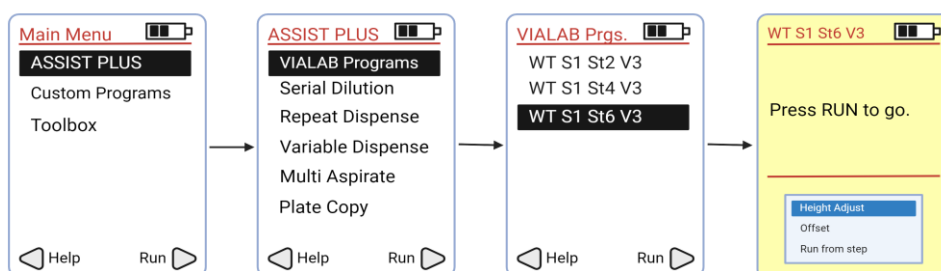 Main Menu
ASSIST PLUS
Custom Programs
Toolbox
Help
Run
ASSIST PLUS
VIALAB Programs
Serial Dilution
Repeat Dispense
Variable Dispense
Multi Aspirate
Plate Copy
Help
Run
VIALAB Prgs.
WT S1 St2 V3
WT S1 St4 V3
WT S1 St6 V3
Help
Run
WT S1 St6 V3
Press RUN to go.
Height Adjust
Offset
Run from step